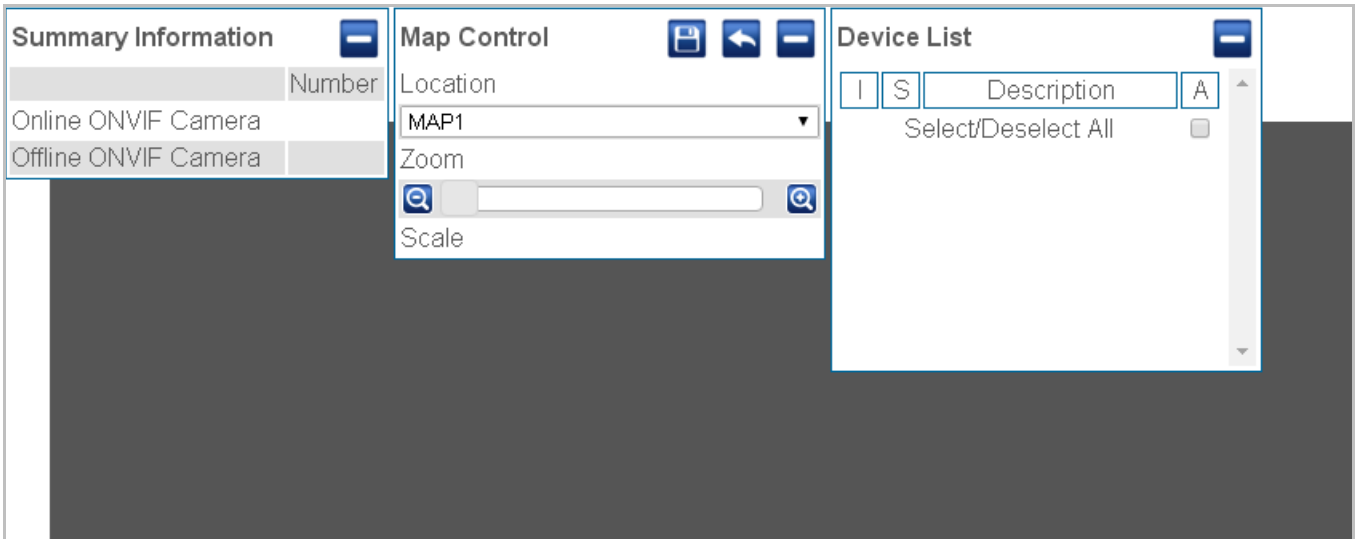 Summary Information
Number
Online ONVIF Camera
Offline ONVIF Camera
Map Control
Location
MAP1
Zoom
Scale
Device List
I S Description A
Select/Deselect All